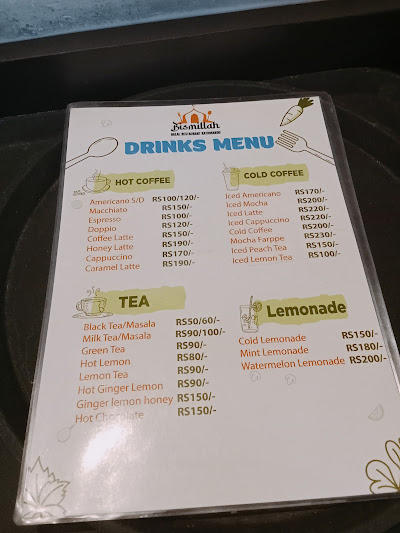 Bismillah
HALAL RESTAURANT KATHMANDU
DRINKS MENU
HOT COFFEE
Americano S/D RS100/120/-
Macchiato RS150/-
Espresso RS100/-
Doppio RS120/-
Coffee Latte RS150/-
Honey Latte RS190/-
Cappuccino RS170/-
Caramel Latte RS190/-
COLD COFFEE
Iced Americano RS170/-
Iced Mocha RS200/-
Iced Latte RS220/-
Iced Cappuccino RS220/-
Cold Coffee RS200/-
Mocha Farppe RS230/-
Iced Peach Tea RS150/-
Iced Lemon Tea RS100/-
TEA
Black Tea/Masala RS50/60/-
Milk Tea/Masala RS90/100/-
Green Tea RS90/-
Hot Lemon RS80/-
Lemon Tea RS90/-
Hot Ginger Lemon RS90/-
Ginger lemon honey RS150/-
Hot Chocolate RS150/-
Lemonade
Cold Lemonade RS150/-
Mint Lemonade RS180/-
Watermelon Lemonade RS200/-